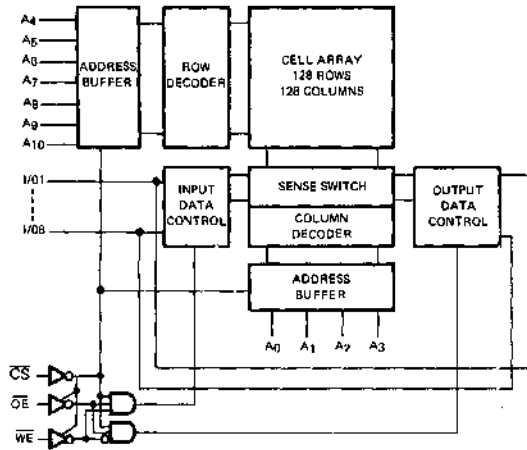 A4
A5
A6
A7
A8
A9
A10
ADDRESS
BUFFER
ROW
DECODER
CELL ARRAY
128 ROWS
128 COLUMNS
I/O1
I/O8
INPUT
DATA
CONTROL
SENSE SWITCH
COLUMN
DECODER
OUTPUT
DATA
CONTROL
ADDRESS
BUFFER
A0
A1
A2
A3
CS
OE
WE